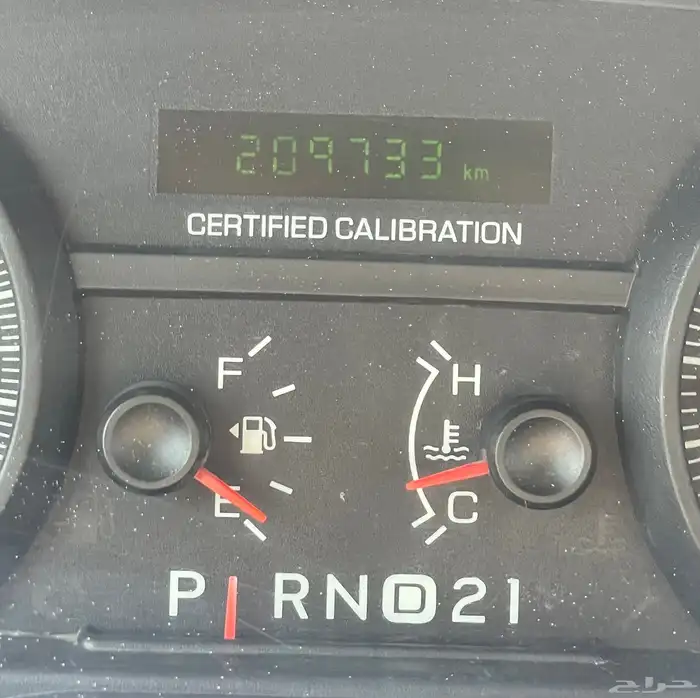 209733 km
CERTIFIED CALIBRATION
F
H
E
C
P R N D 2 1
حراج